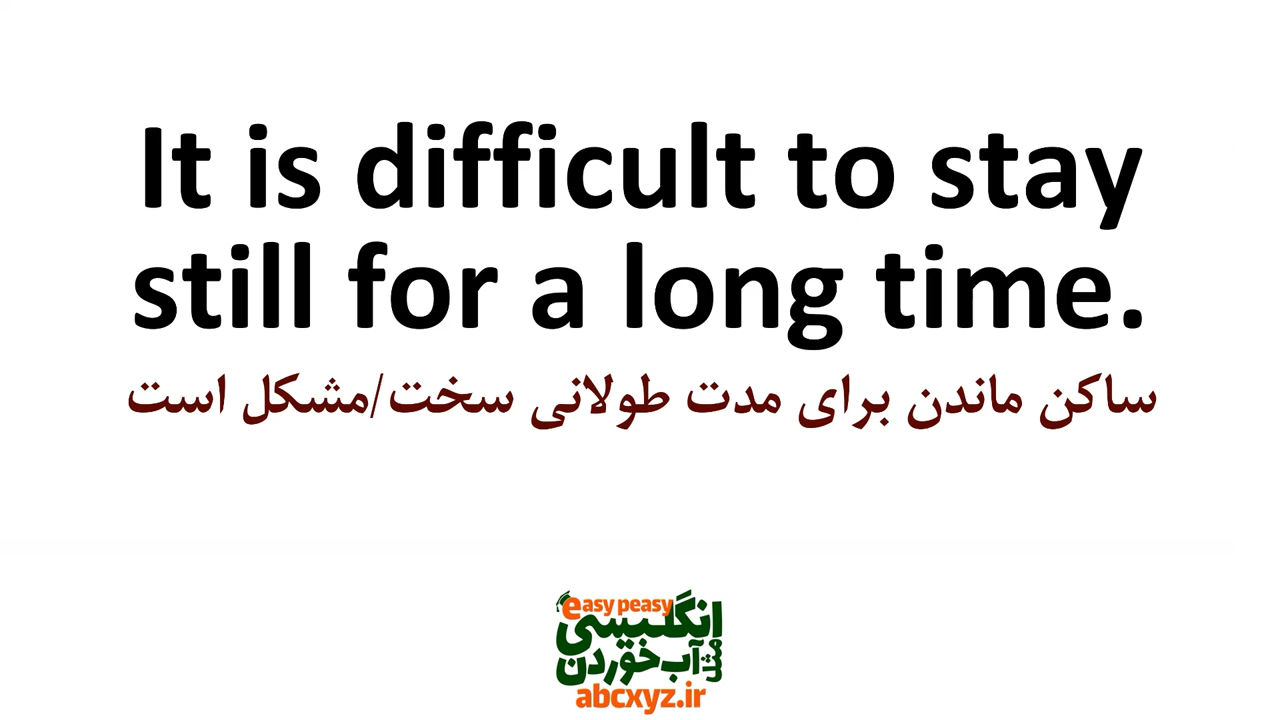 It is difficult to stay
still for a long time.
ساکن ماندن برای مدت طولانی سخت/مشکل است
easy peasy
انگلیسی
مثل آب خوردن
abcxyz.ir